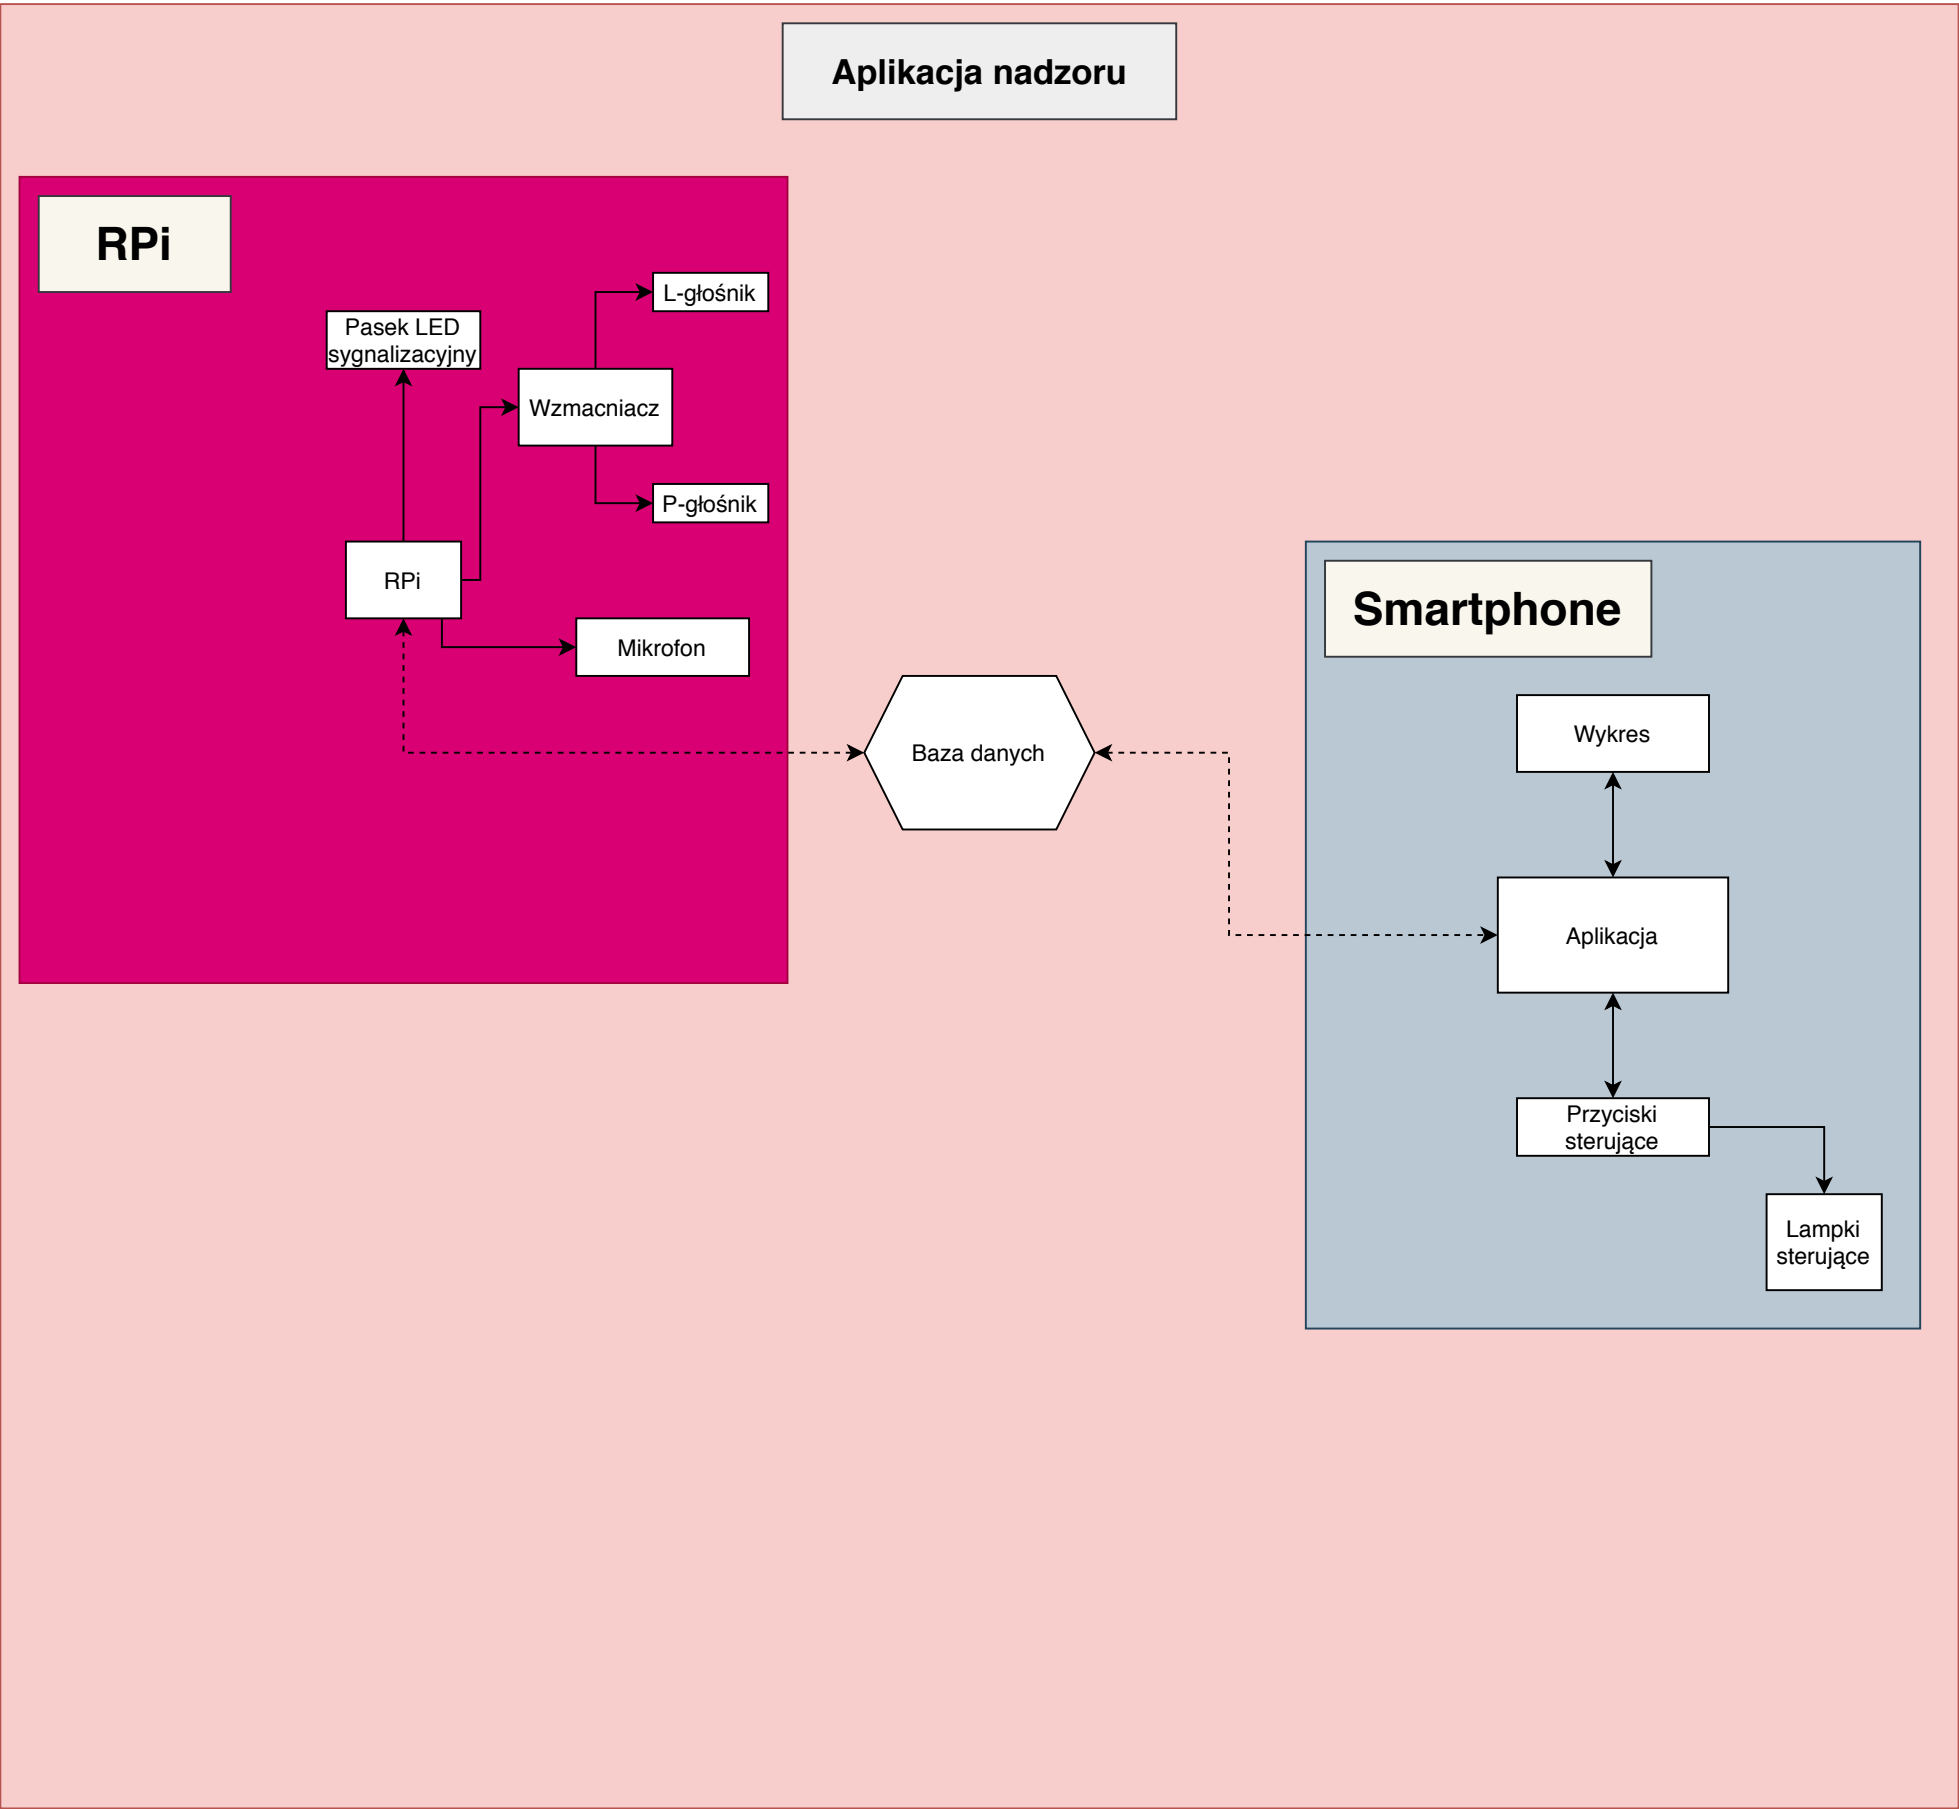 Aplikacja nadzoru
RPi
L-głośnik
Pasek LED
sygnalizacyjny
Wzmacniacz
P-głośnik
RPi
Mikrofon
Baza danych
Smartphone
Wykres
Aplikacja
Przyciski
sterujące
Lampki
sterujące